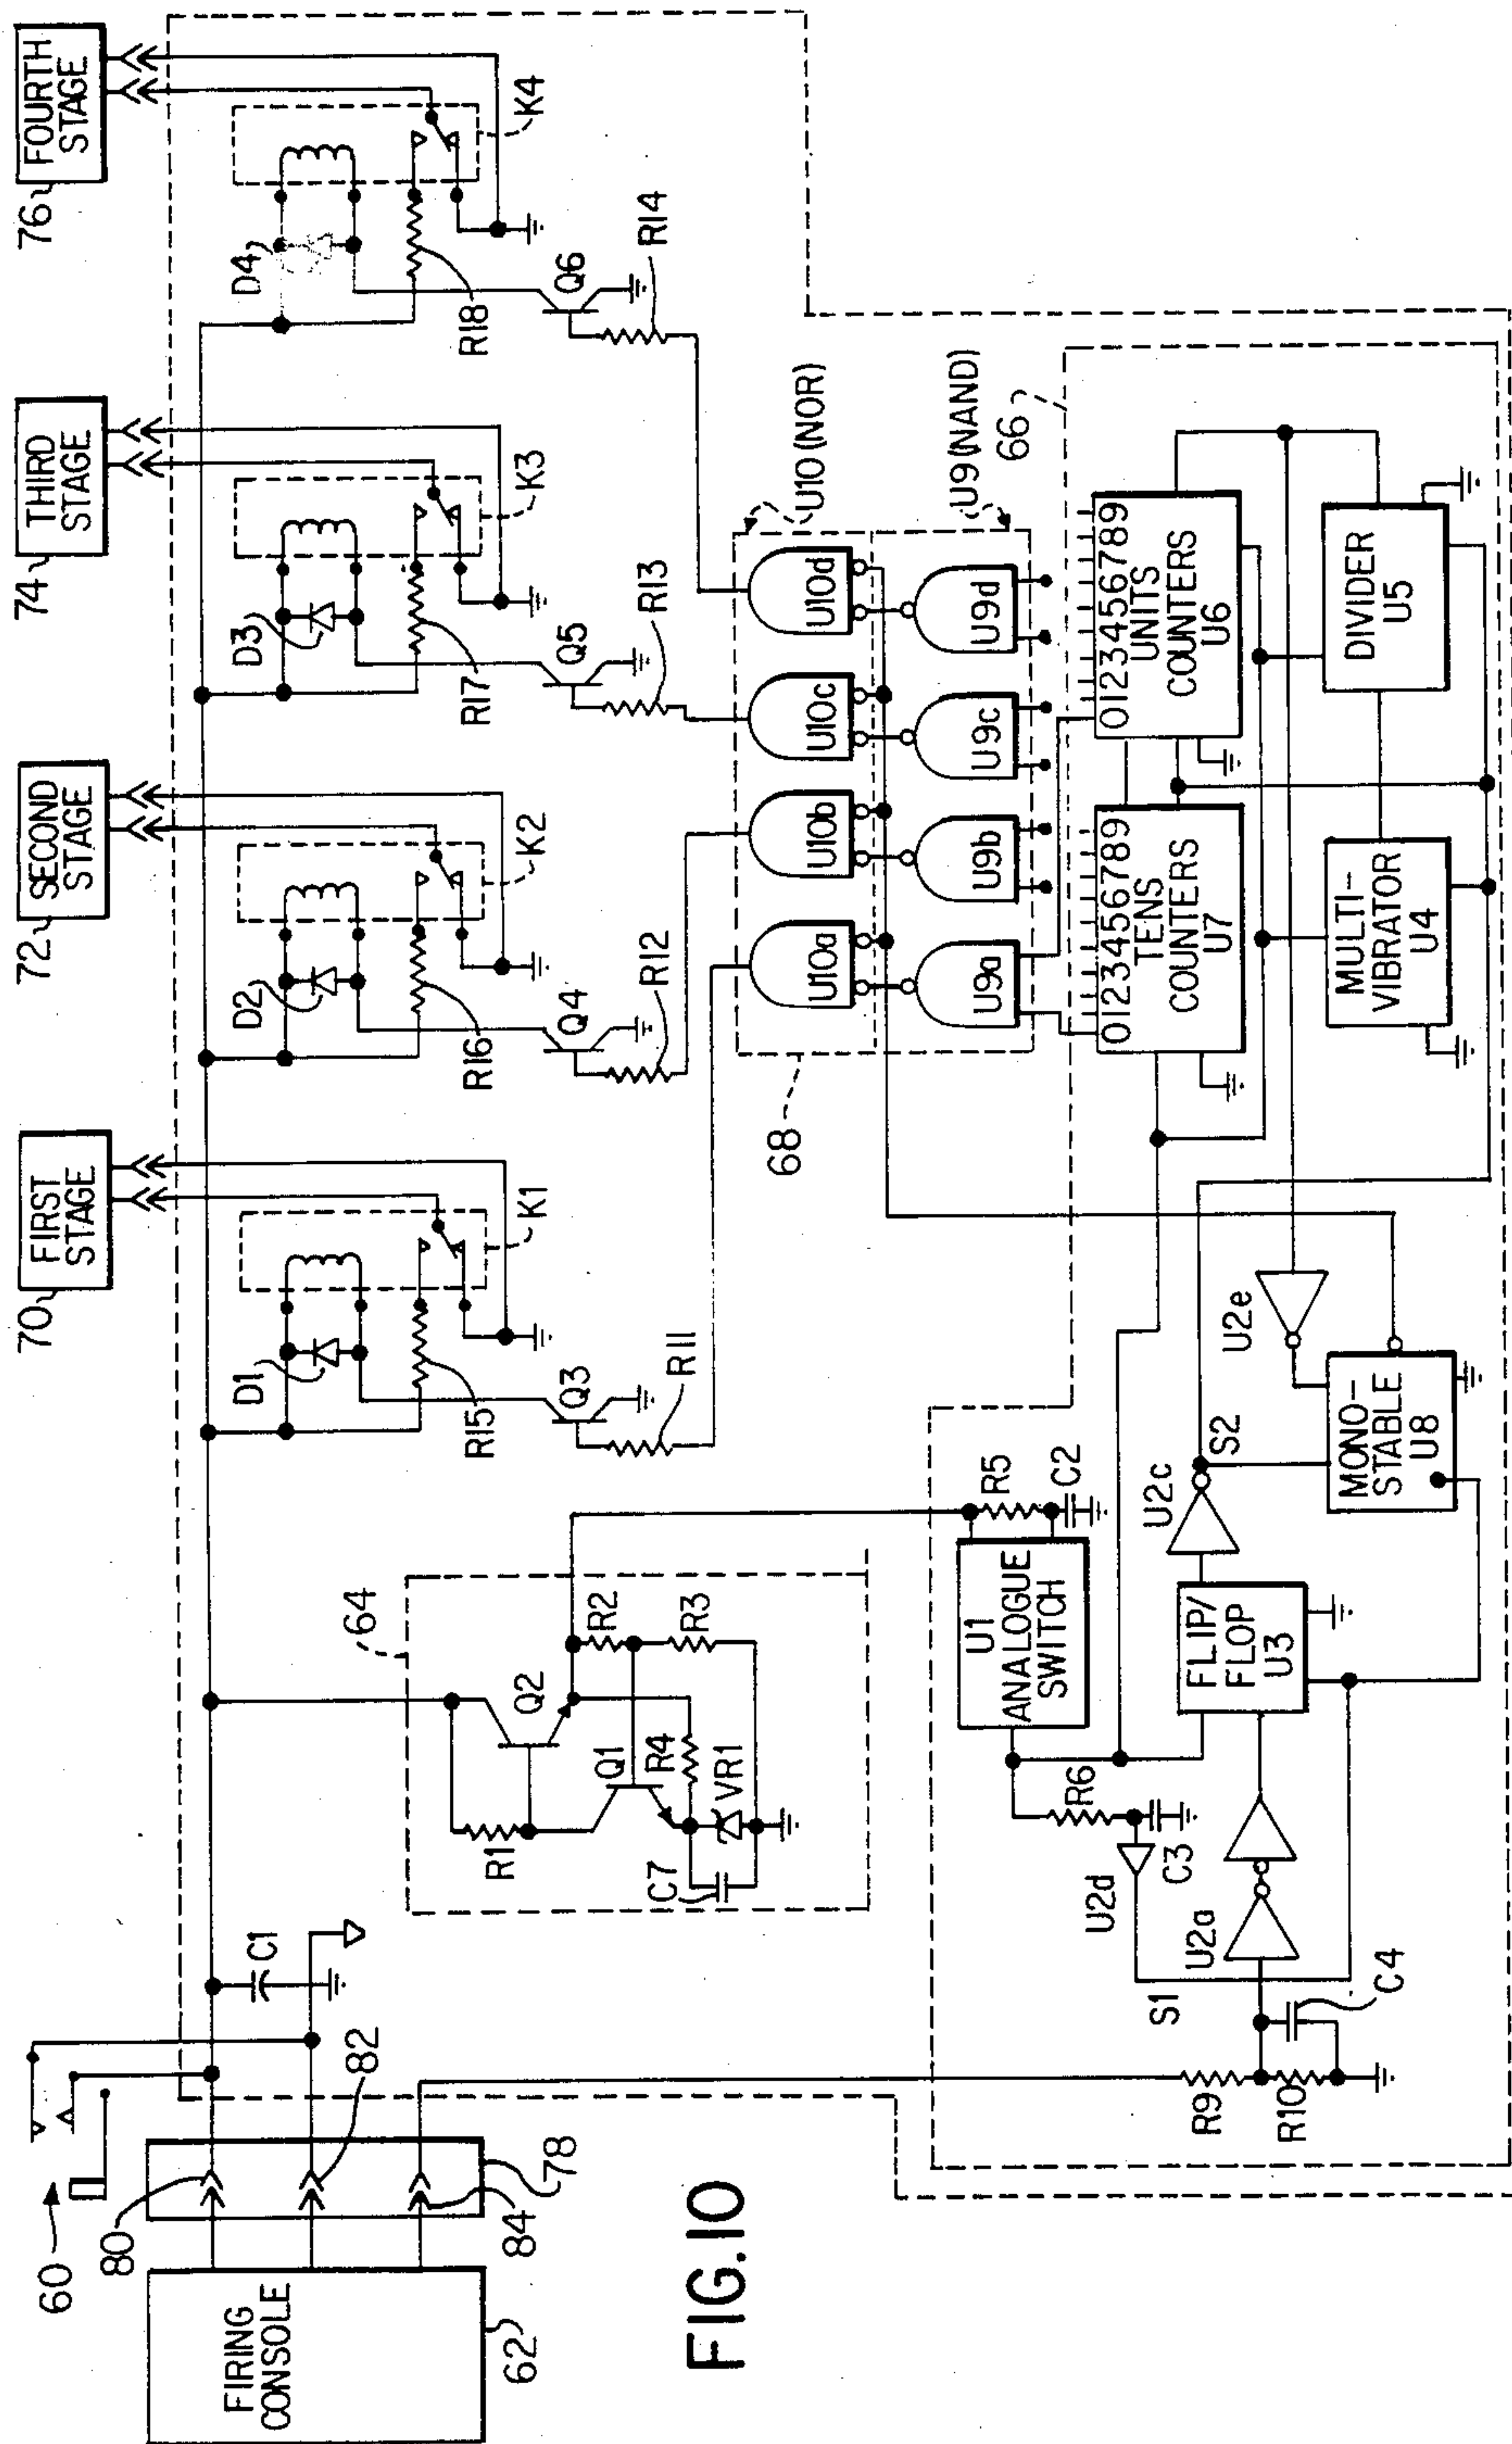 FIRING
CONSOLE
62
60
80
82
84
78
C1
70
FIRST
STAGE
72
SECOND
STAGE
74
THIRD
STAGE
76
FOURTH
STAGE
D1
K1
R15
Q3
R11
D2
K2
R16
Q4
R12
D3
K3
R17
Q5
R13
D4
K4
R18
Q6
R14
64
R1
Q2
Q1
R2
R3
R4
VR1
C7
68
U10a
U10b
U10c
U10d
U10(NOR)
U9a
U9b
U9c
U9d
U9(NAND)
66
0123456789
TENS
COUNTERS
U7
0123456789
UNITS
COUNTERS
U6
MULTI-
VIBRATOR
U4
DIVIDER
U5
U1
ANALOGUE
SWITCH
R5
C2
R6
C3
U2d
U2a
S1
C4
R9
R10
FLIP/
FLOP
U3
U2c
S2
U2e
MONO-
STABLE
U8
FIG.10